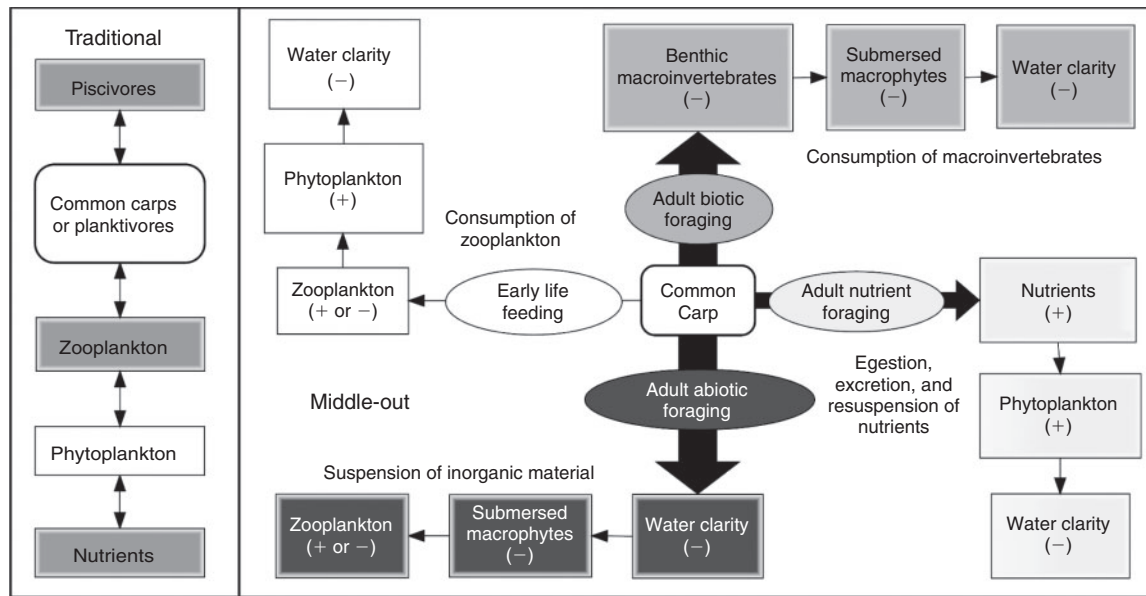 Traditional
Piscivores
Common carps
or planktivores
Zooplankton
Phytoplankton
Nutrients
Water clarity
(−)
Phytoplankton
(+)
Zooplankton
(+ or −)
Consumption of
zooplankton
Early life
feeding
Middle-out
Benthic
macroinvertebrates
(−)
Submersed
macrophytes
(−)
Water clarity
(−)
Consumption of macroinvertebrates
Adult biotic
foraging
Common
Carp
Adult nutrient
foraging
Nutrients
(+)
Egestion,
excretion, and
resuspension of
nutrients
Phytoplankton
(+)
Water clarity
(−)
Adult abiotic
foraging
Suspension of inorganic material
Zooplankton
(+ or −)
Submersed
macrophytes
(−)
Water clarity
(−)